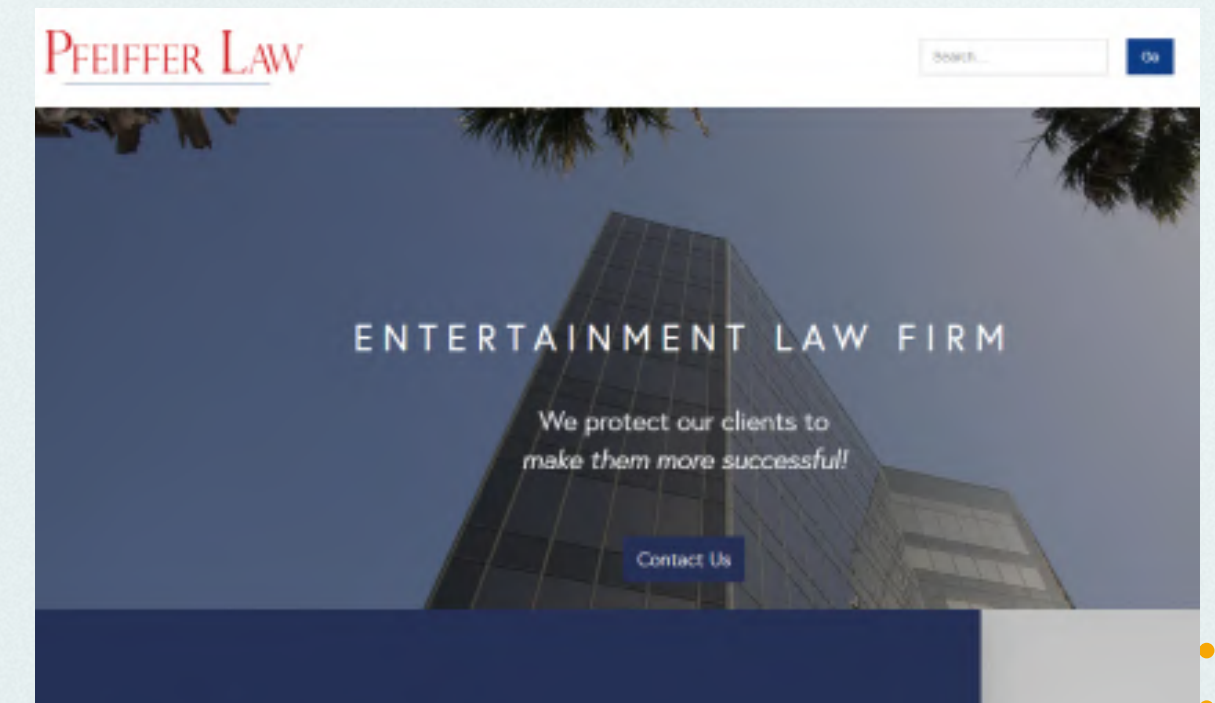 PFEIFFER LAW
Search...
Go
ENTERTAINMENT LAW FIRM
We protect our clients to
make them more successful!
Contact Us